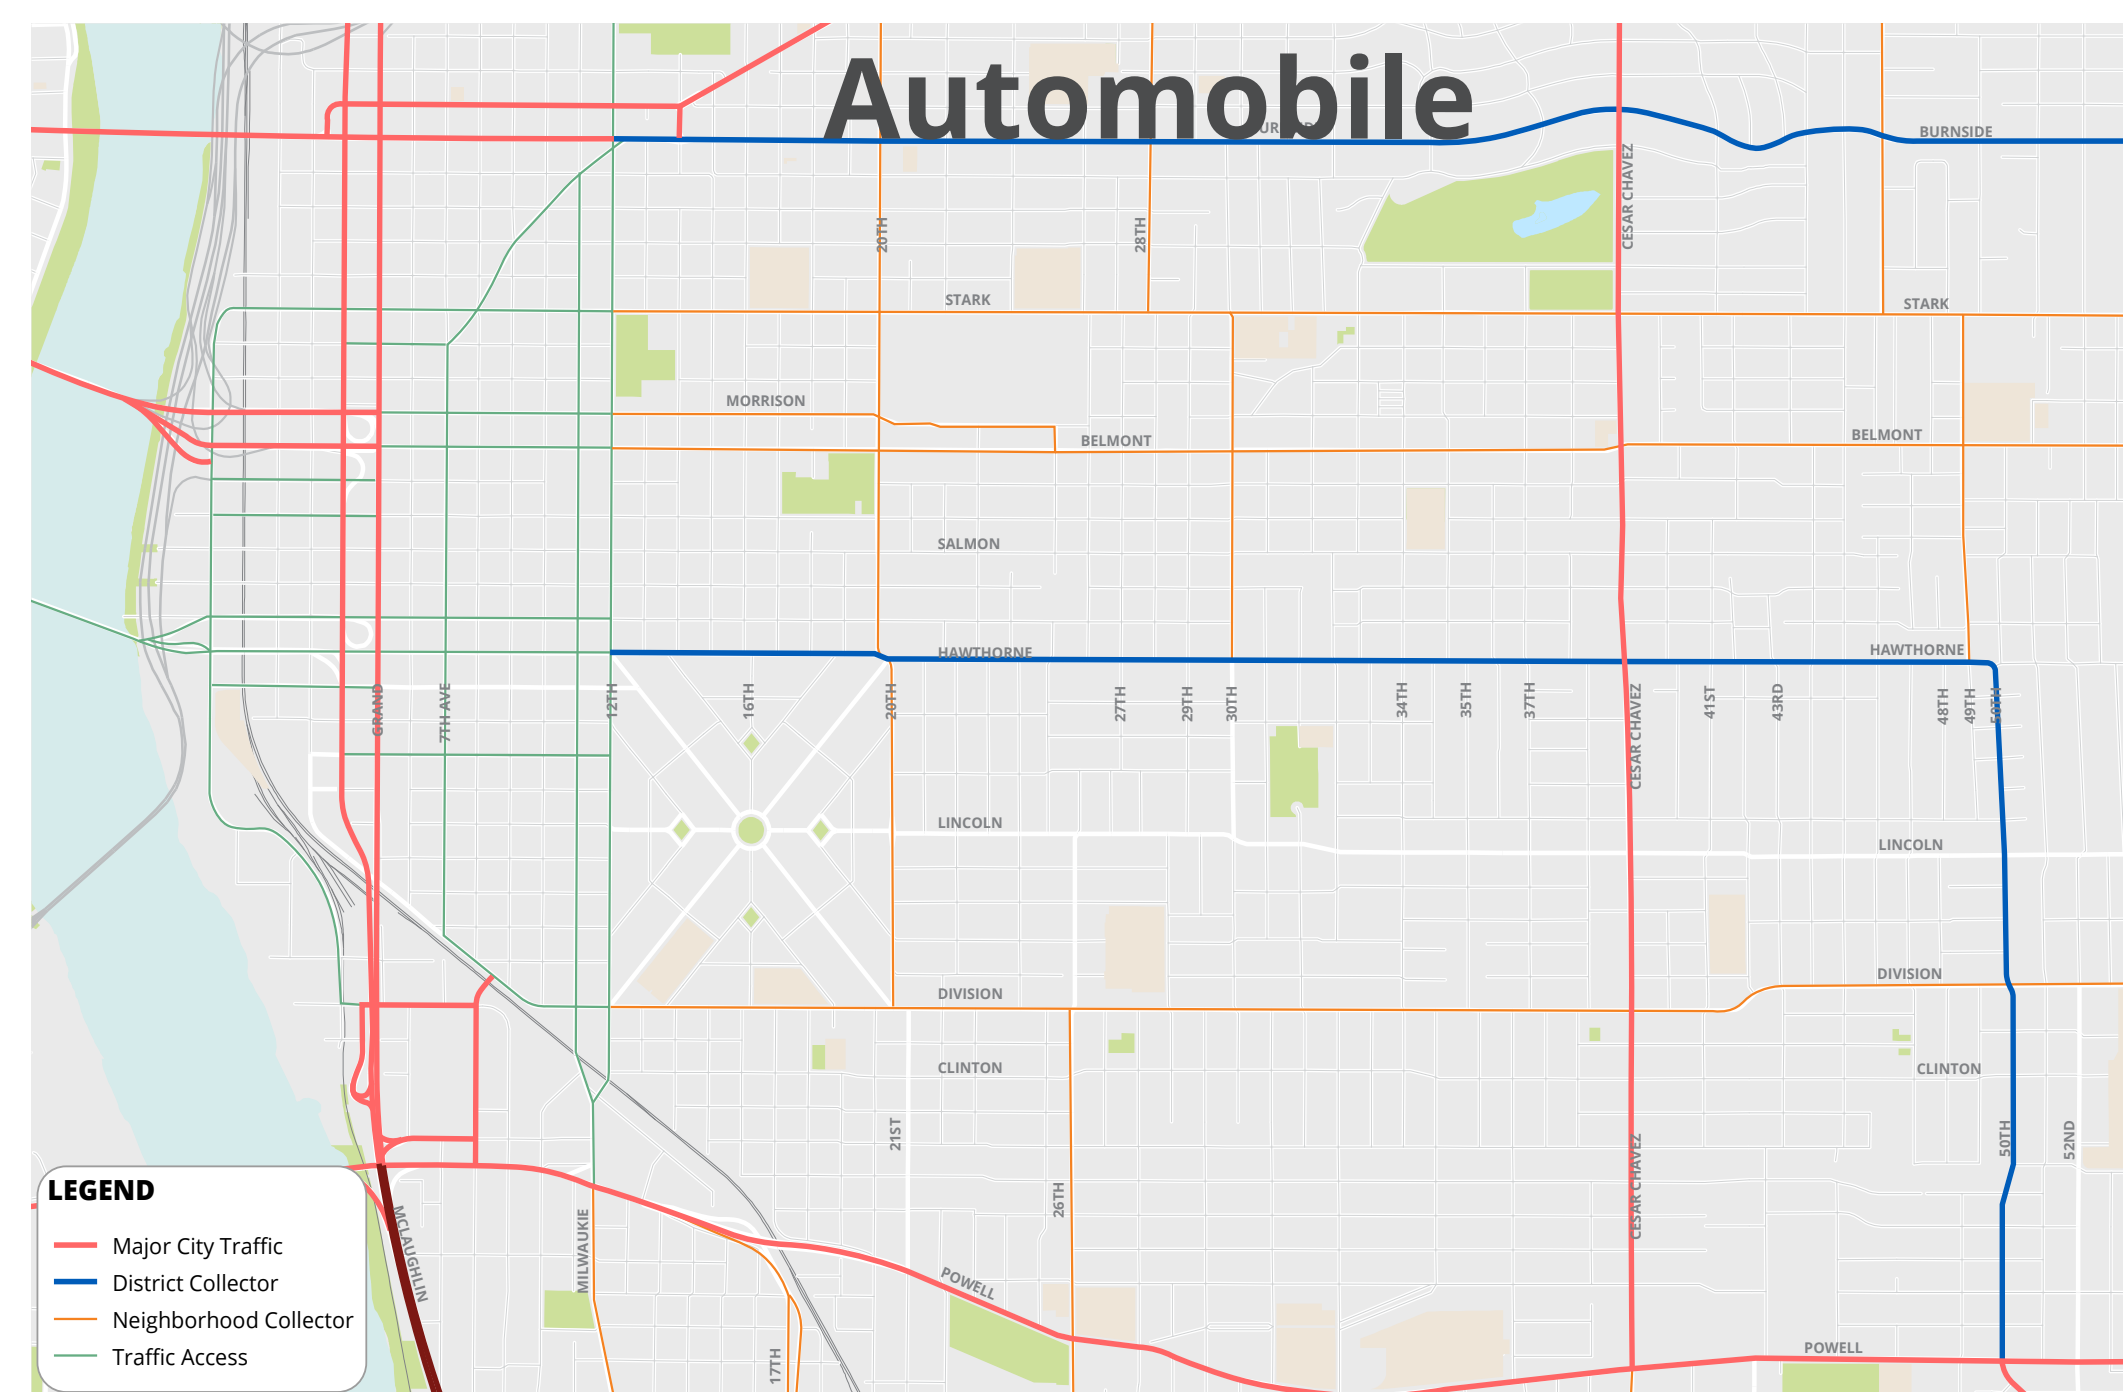 Automobile
BURNSIDE
CESAR CHAVEZ
20TH
28TH
STARK
STARK
MORRISON
BELMONT
BELMONT
SALMON
HAWTHORNE
HAWTHORNE
GRAND
7TH AVE
12TH
16TH
20TH
27TH
29TH
30TH
34TH
35TH
37TH
CESAR CHAVEZ
41ST
43RD
48TH
49TH
50TH
LINCOLN
LINCOLN
DIVISION
DIVISION
CLINTON
CLINTON
21ST
CESAR CHAVEZ
50TH
52ND
26TH
MCLAUGHLIN
MILWAUKIE
POWELL
POWELL
17TH
LEGEND
Major City Traffic
District Collector
Neighborhood Collector
Traffic Access